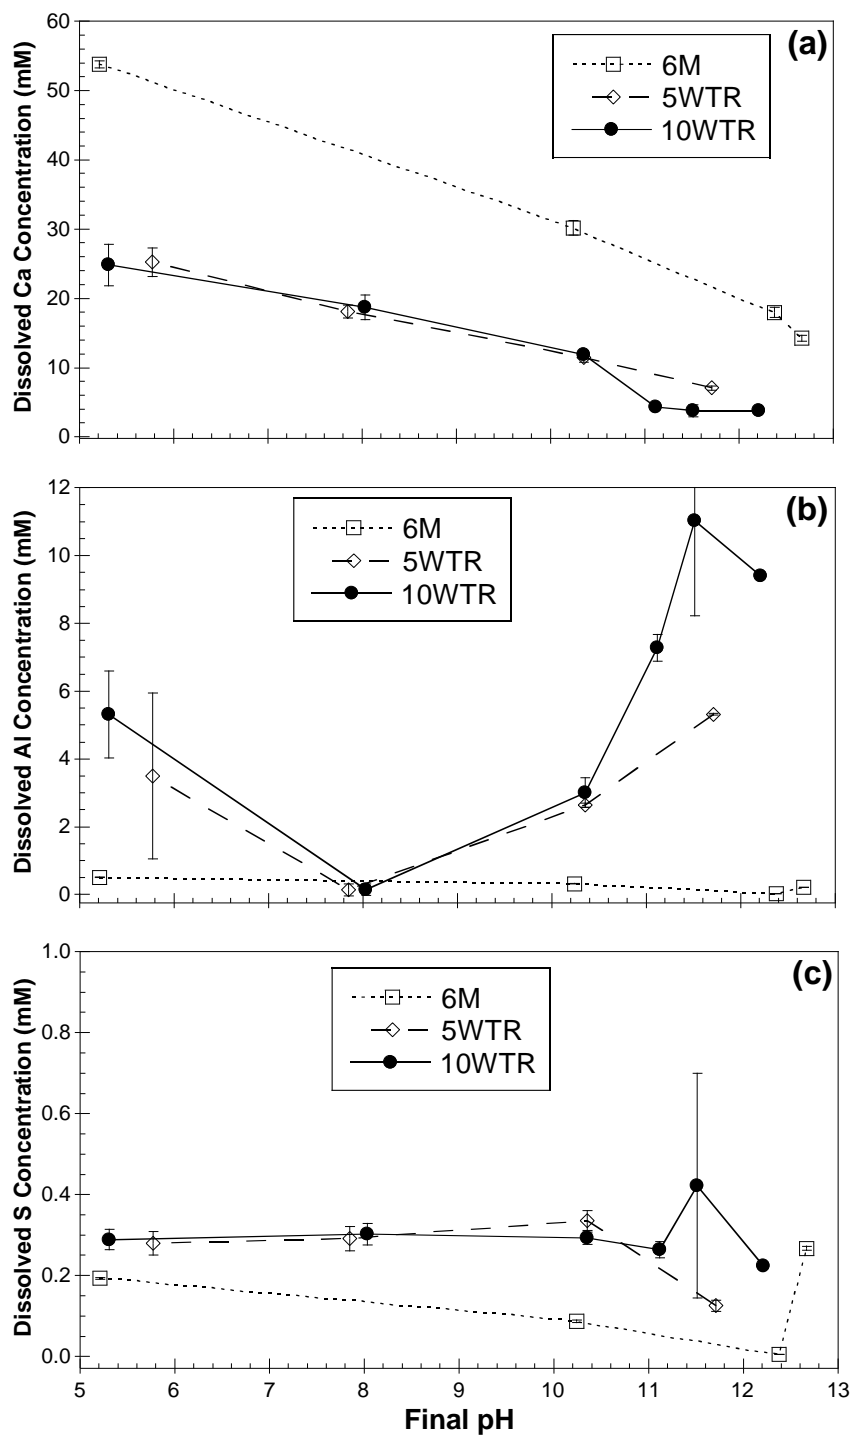 Dissolved Ca Concentration (mM)
60
50
40
30
20
10
0
(a)
6M
5WTR
10WTR
Dissolved Al Concentration (mM)
12
10
8
6
4
2
0
(b)
6M
5WTR
10WTR
Dissolved S Concentration (mM)
1.0
0.8
0.6
0.4
0.2
0.0
(c)
6M
5WTR
10WTR
5 6 7 8 9 10 11 12 13
Final pH